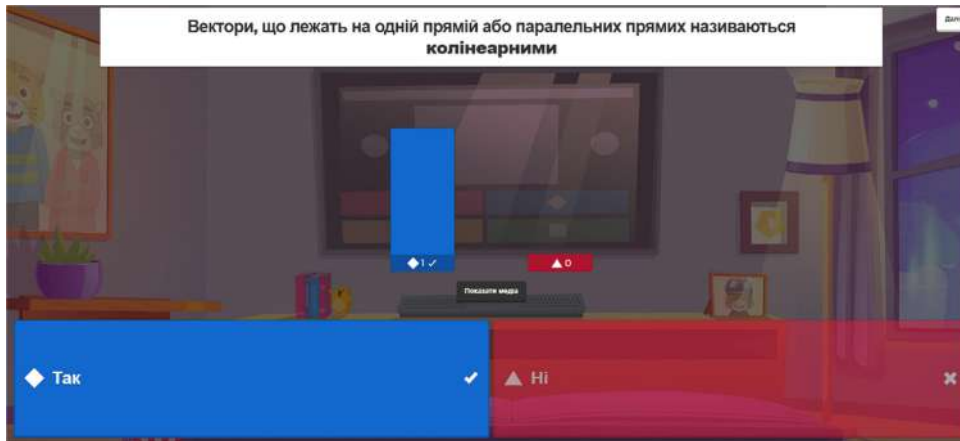 Вектори, що лежать на одній прямій або паралельних прямих називаються
колінеарними
1
0
Показати медіа
Так
Ні